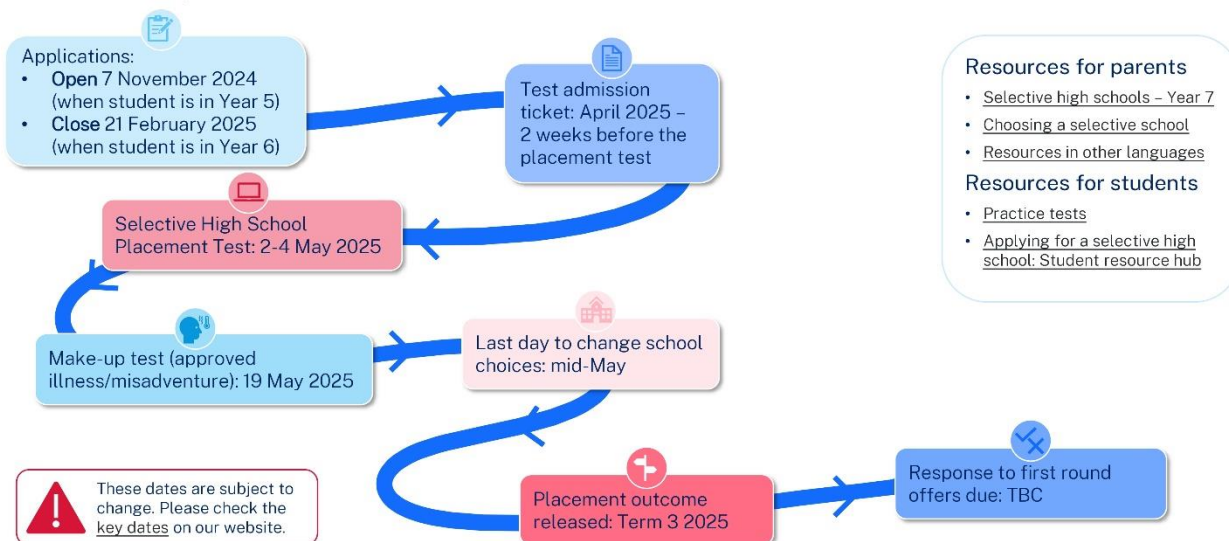 Applications:
• Open 7 November 2024
(when student is in Year 5)
• Close 21 February 2025
(when student is in Year 6)
Test admission
ticket: April 2025 –
2 weeks before the
placement test
Selective High School
Placement Test: 2-4 May 2025
Make-up test (approved
illness/misadventure): 19 May 2025
Last day to change school
choices: mid-May
Placement outcome
released: Term 3 2025
Response to first round
offers due: TBC
These dates are subject to
change. Please check the
key dates on our website.
Resources for parents
• Selective high schools – Year 7
• Choosing a selective school
• Resources in other languages
Resources for students
• Practice tests
• Applying for a selective high
school: Student resource hub